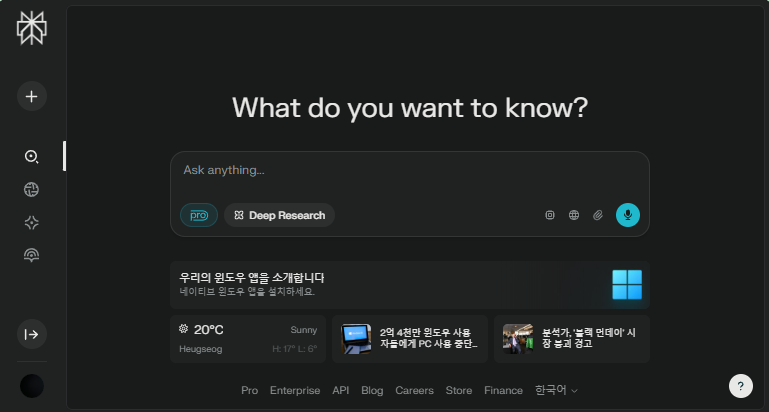 What do you want to know?
Ask anything...
pro
Deep Research
우리의 윈도우 앱을 소개합니다
네이티브 윈도우 앱을 설치하세요.
20°C
Sunny
Heugseog
H: 17° L: 6°
2억 4천만 윈도우 사용
자들에게 PC 사용 중단...
분석가, '블랙 먼데이' 시
장 붕괴 경고
Pro Enterprise API Blog Careers Store Finance 한국어
?